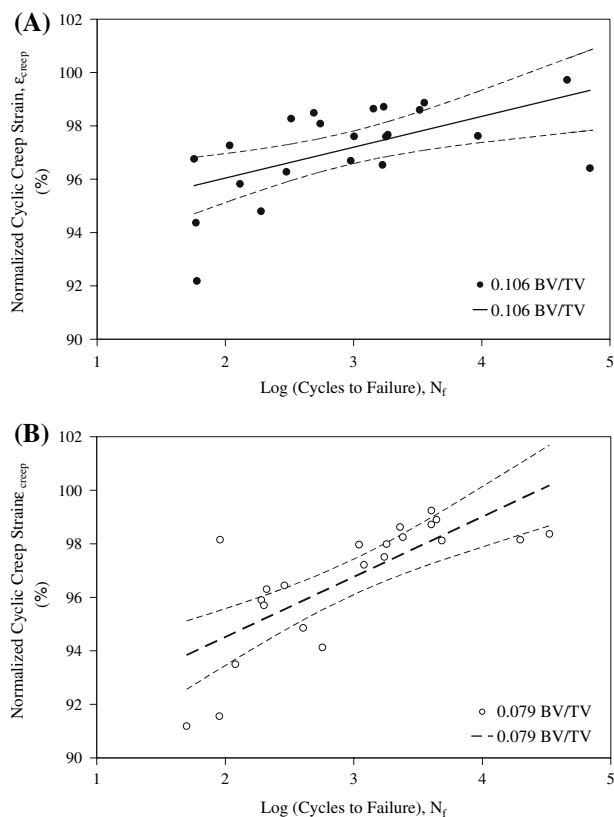 (A)
Normalized Cyclic Creep Strain, εcreep
(%)
102
100
98
96
94
92
90
1 2 3 4 5
Log (Cycles to Failure), Nf
0.106 BV/TV
0.106 BV/TV
(B)
Normalized Cyclic Creep Strainε creep
(%)
102
100
98
96
94
92
90
1 2 3 4 5
Log (Cycles to Failure), Nf
0.079 BV/TV
0.079 BV/TV